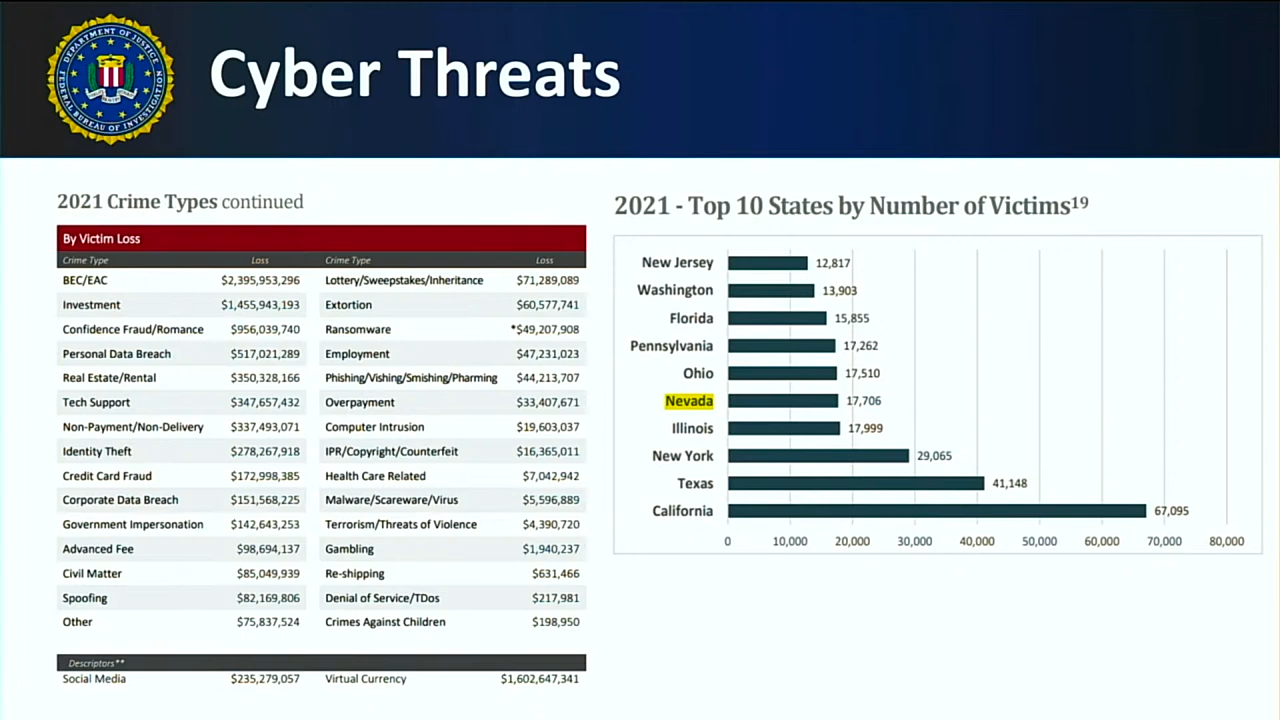 DEPARTMENT OF JUSTICE
FEDERAL BUREAU OF INVESTIGATION
Cyber Threats
2021 Crime Types continued
By Victim Loss
Crime Type Loss Crime Type Loss
BEC/EAC $2,395,953,296 Lottery/Sweepstakes/Inheritance $71,289,089
Investment $1,455,943,193 Extortion $60,577,741
Confidence Fraud/Romance $956,039,740 Ransomware *$49,207,908
Personal Data Breach $517,021,289 Employment $47,231,023
Real Estate/Rental $350,328,166 Phishing/Vishing/Smishing/Pharming $44,213,707
Tech Support $347,657,432 Overpayment $33,407,671
Non-Payment/Non-Delivery $337,493,071 Computer Intrusion $19,603,037
Identity Theft $278,267,918 IPR/Copyright/Counterfeit $16,365,011
Credit Card Fraud $172,998,385 Health Care Related $7,042,942
Corporate Data Breach $151,568,225 Malware/Scareware/Virus $5,596,889
Government Impersonation $142,643,253 Terrorism/Threats of Violence $4,390,720
Advanced Fee $98,694,137 Gambling $1,940,237
Civil Matter $85,049,939 Re-shipping $631,466
Spoofing $82,169,806 Denial of Service/TDos $217,981
Other $75,837,524 Crimes Against Children $198,950
Descriptors**
Social Media $235,279,057 Virtual Currency $1,602,647,341
2021 - Top 10 States by Number of Victims¹⁹
New Jersey 12,817
Washington 13,903
Florida 15,855
Pennsylvania 17,262
Ohio 17,510
Nevada 17,706
Illinois 17,999
New York 29,065
Texas 41,148
California 67,095
0 10,000 20,000 30,000 40,000 50,000 60,000 70,000 80,000